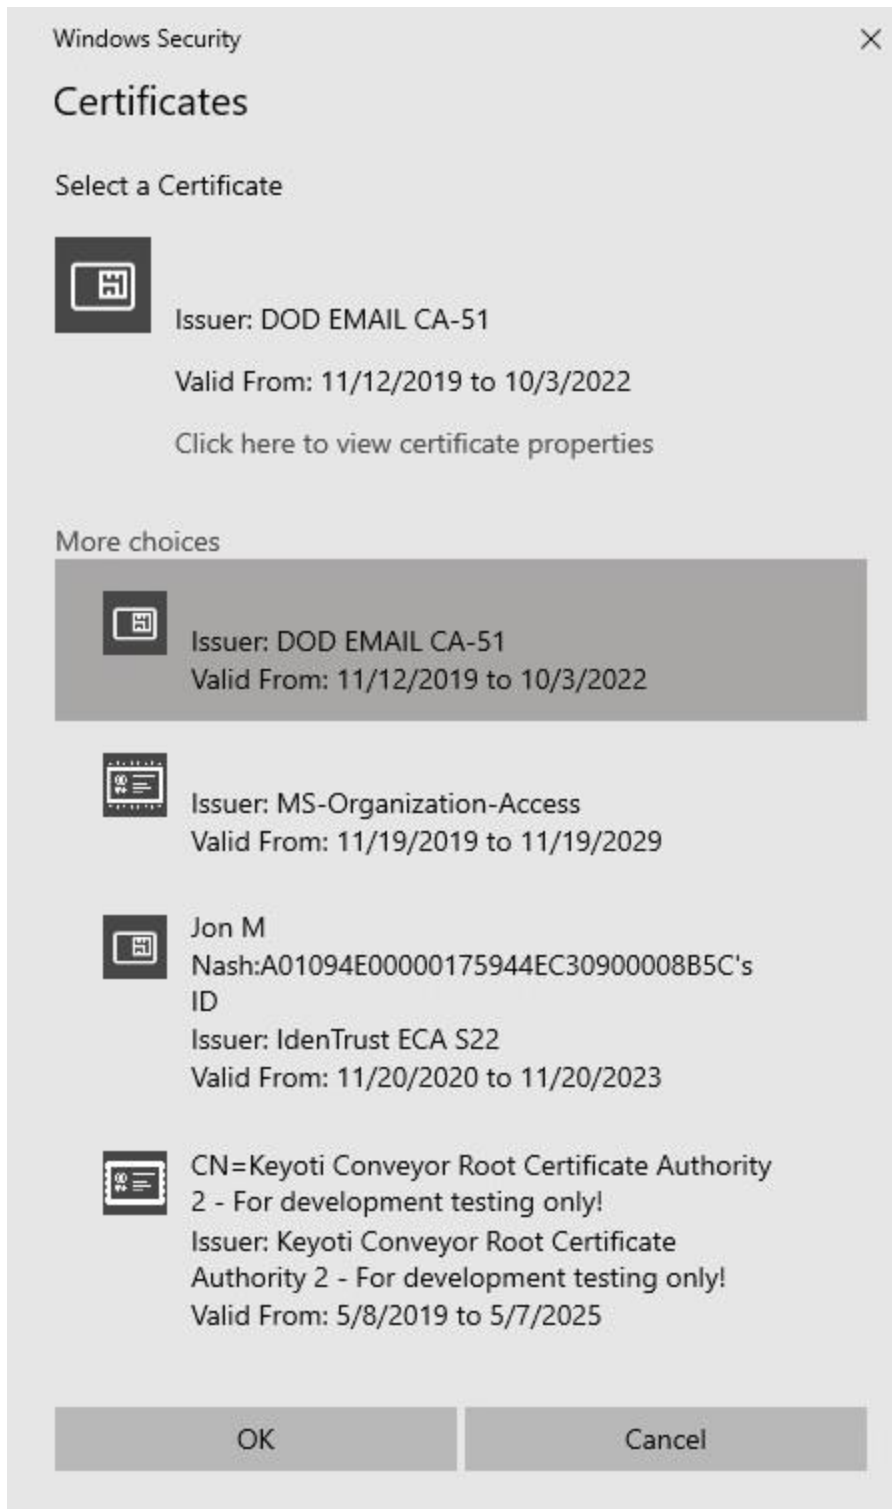 Windows Security
Certificates
Select a Certificate
Issuer: DOD EMAIL CA-51
Valid From: 11/12/2019 to 10/3/2022
Click here to view certificate properties
More choices
Issuer: DOD EMAIL CA-51
Valid From: 11/12/2019 to 10/3/2022
Issuer: MS-Organization-Access
Valid From: 11/19/2019 to 11/19/2029
Jon M
Nash:A01094E00000175944EC30900008B5C's
ID
Issuer: IdenTrust ECA S22
Valid From: 11/20/2020 to 11/20/2023
CN=Keyoti Conveyor Root Certificate Authority
2 - For development testing only!
Issuer: Keyoti Conveyor Root Certificate
Authority 2 - For development testing only!
Valid From: 5/8/2019 to 5/7/2025
OK
Cancel